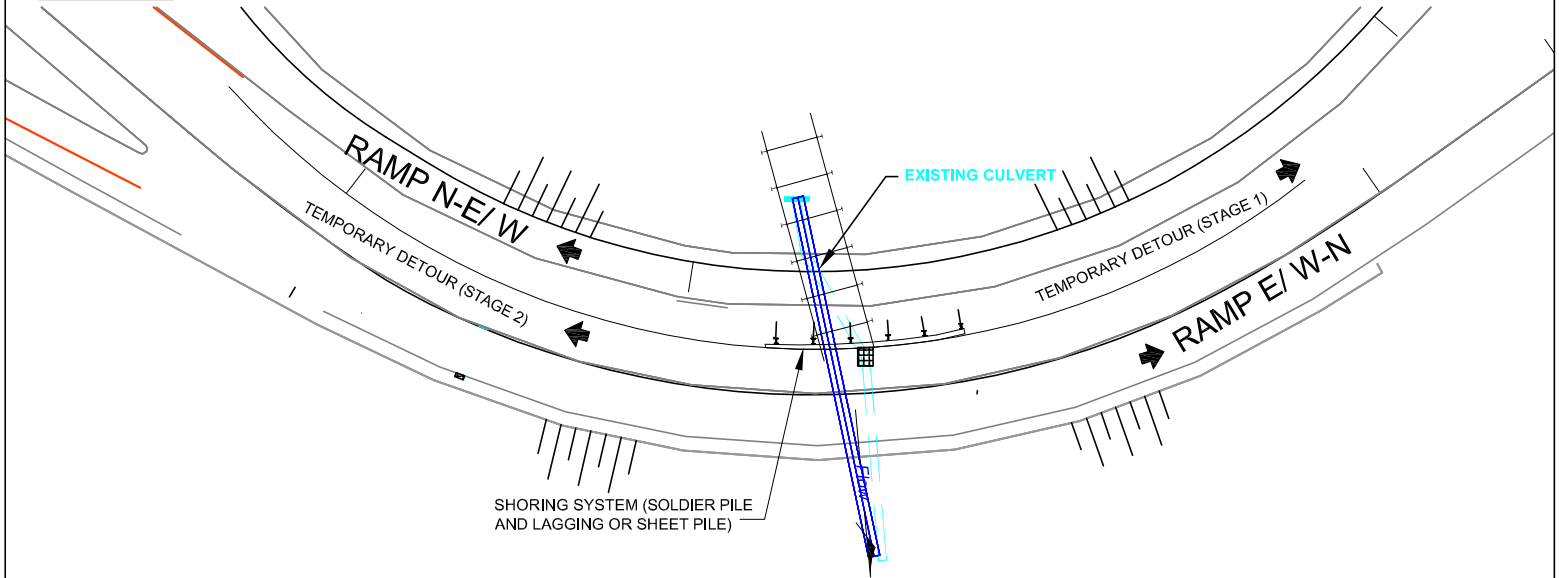 EXISTING CULVERT
RAMP N-E/ W
TEMPORARY DETOUR (STAGE 1)
TEMPORARY DETOUR (STAGE 2)
RAMP E/ W-N
Flow
SHORING SYSTEM (SOLDIER PILE
AND LAGGING OR SHEET PILE)